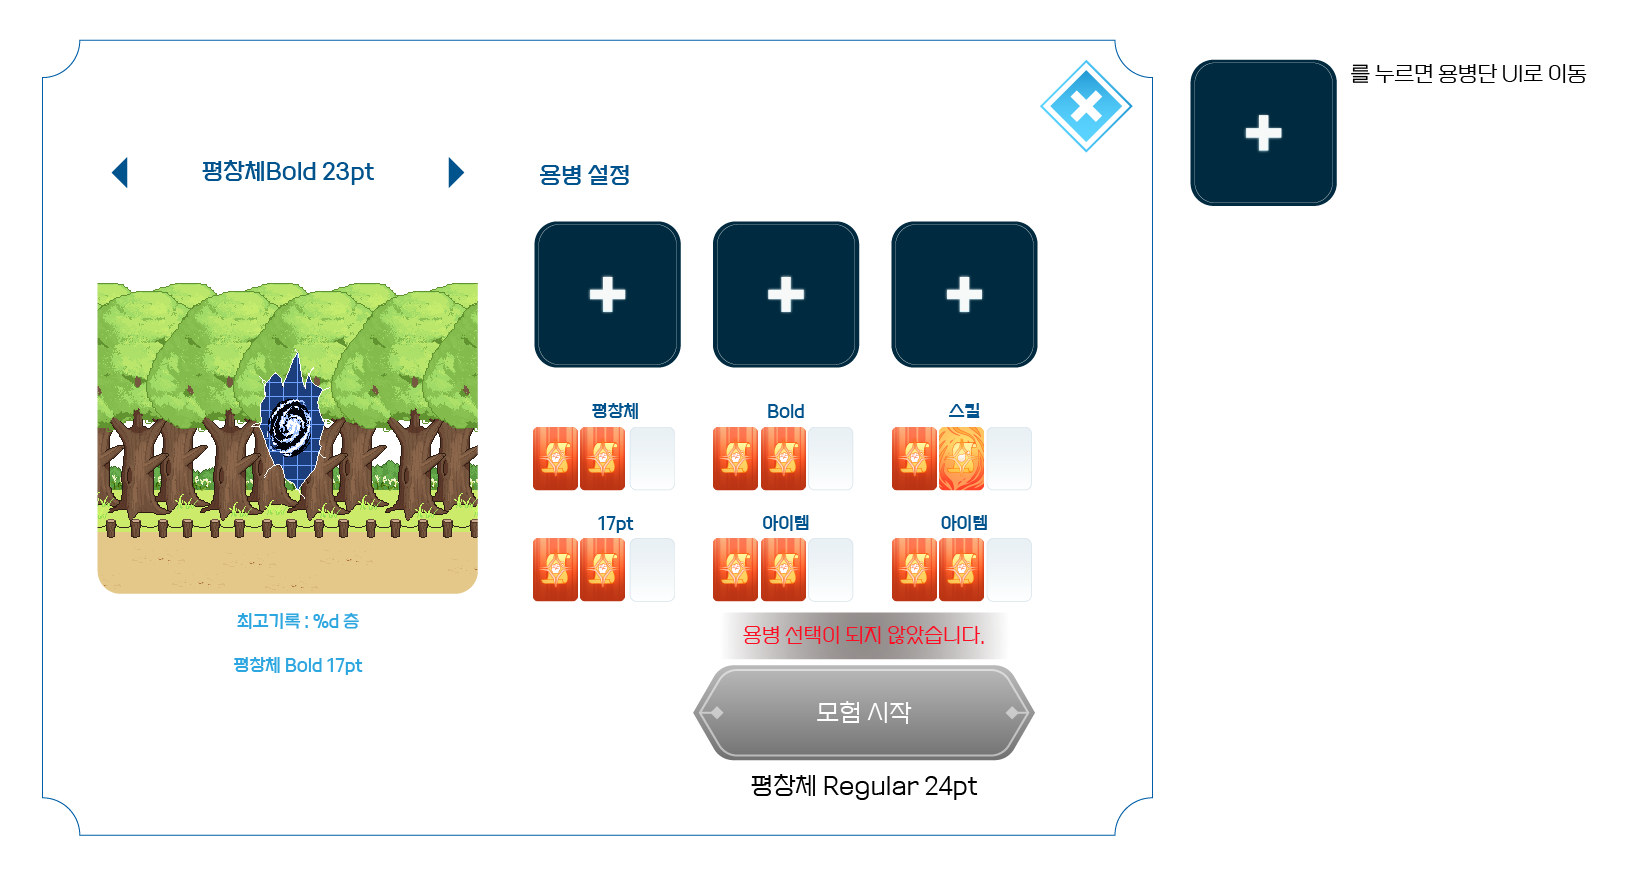 를 누르면 용병단 UI로 이동
평창체Bold 23pt
용병 설정
평창체
Bold
스킬
17pt
아이템
아이템
최고기록 : %d 층
용병 선택이 되지 않았습니다.
평창체 Bold 17pt
모험 시작
평창체 Regular 24pt